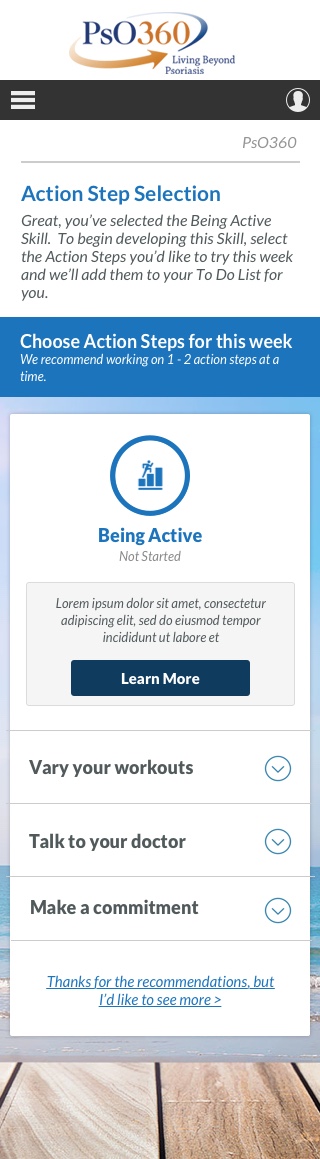 PsO360
Living Beyond
Psoriasis
PsO360
Action Step Selection
Great, you've selected the Being Active
Skill.  To begin developing this Skill, select
the Action Steps you'd like to try this week
and we'll add them to your To Do List for
you.
Choose Action Steps for this week
We recommend working on 1 - 2 action steps at a
time.
Being Active
Not Started
Lorem ipsum dolor sit amet, consectetur
adipiscing elit, sed do eiusmod tempor
incididunt ut labore et
Learn More
Vary your workouts
Talk to your doctor
Make a commitment
Thanks for the recommendations, but
I'd like to see more >